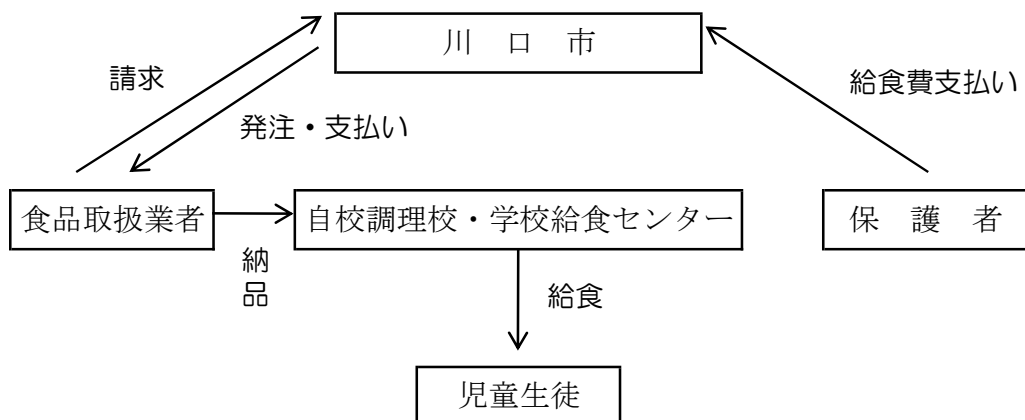 川　口　市
請求
給食費支払い
発注・支払い
食品取扱業者
自校調理校・学校給食センター
保　護　者
納
品
給食
児童生徒